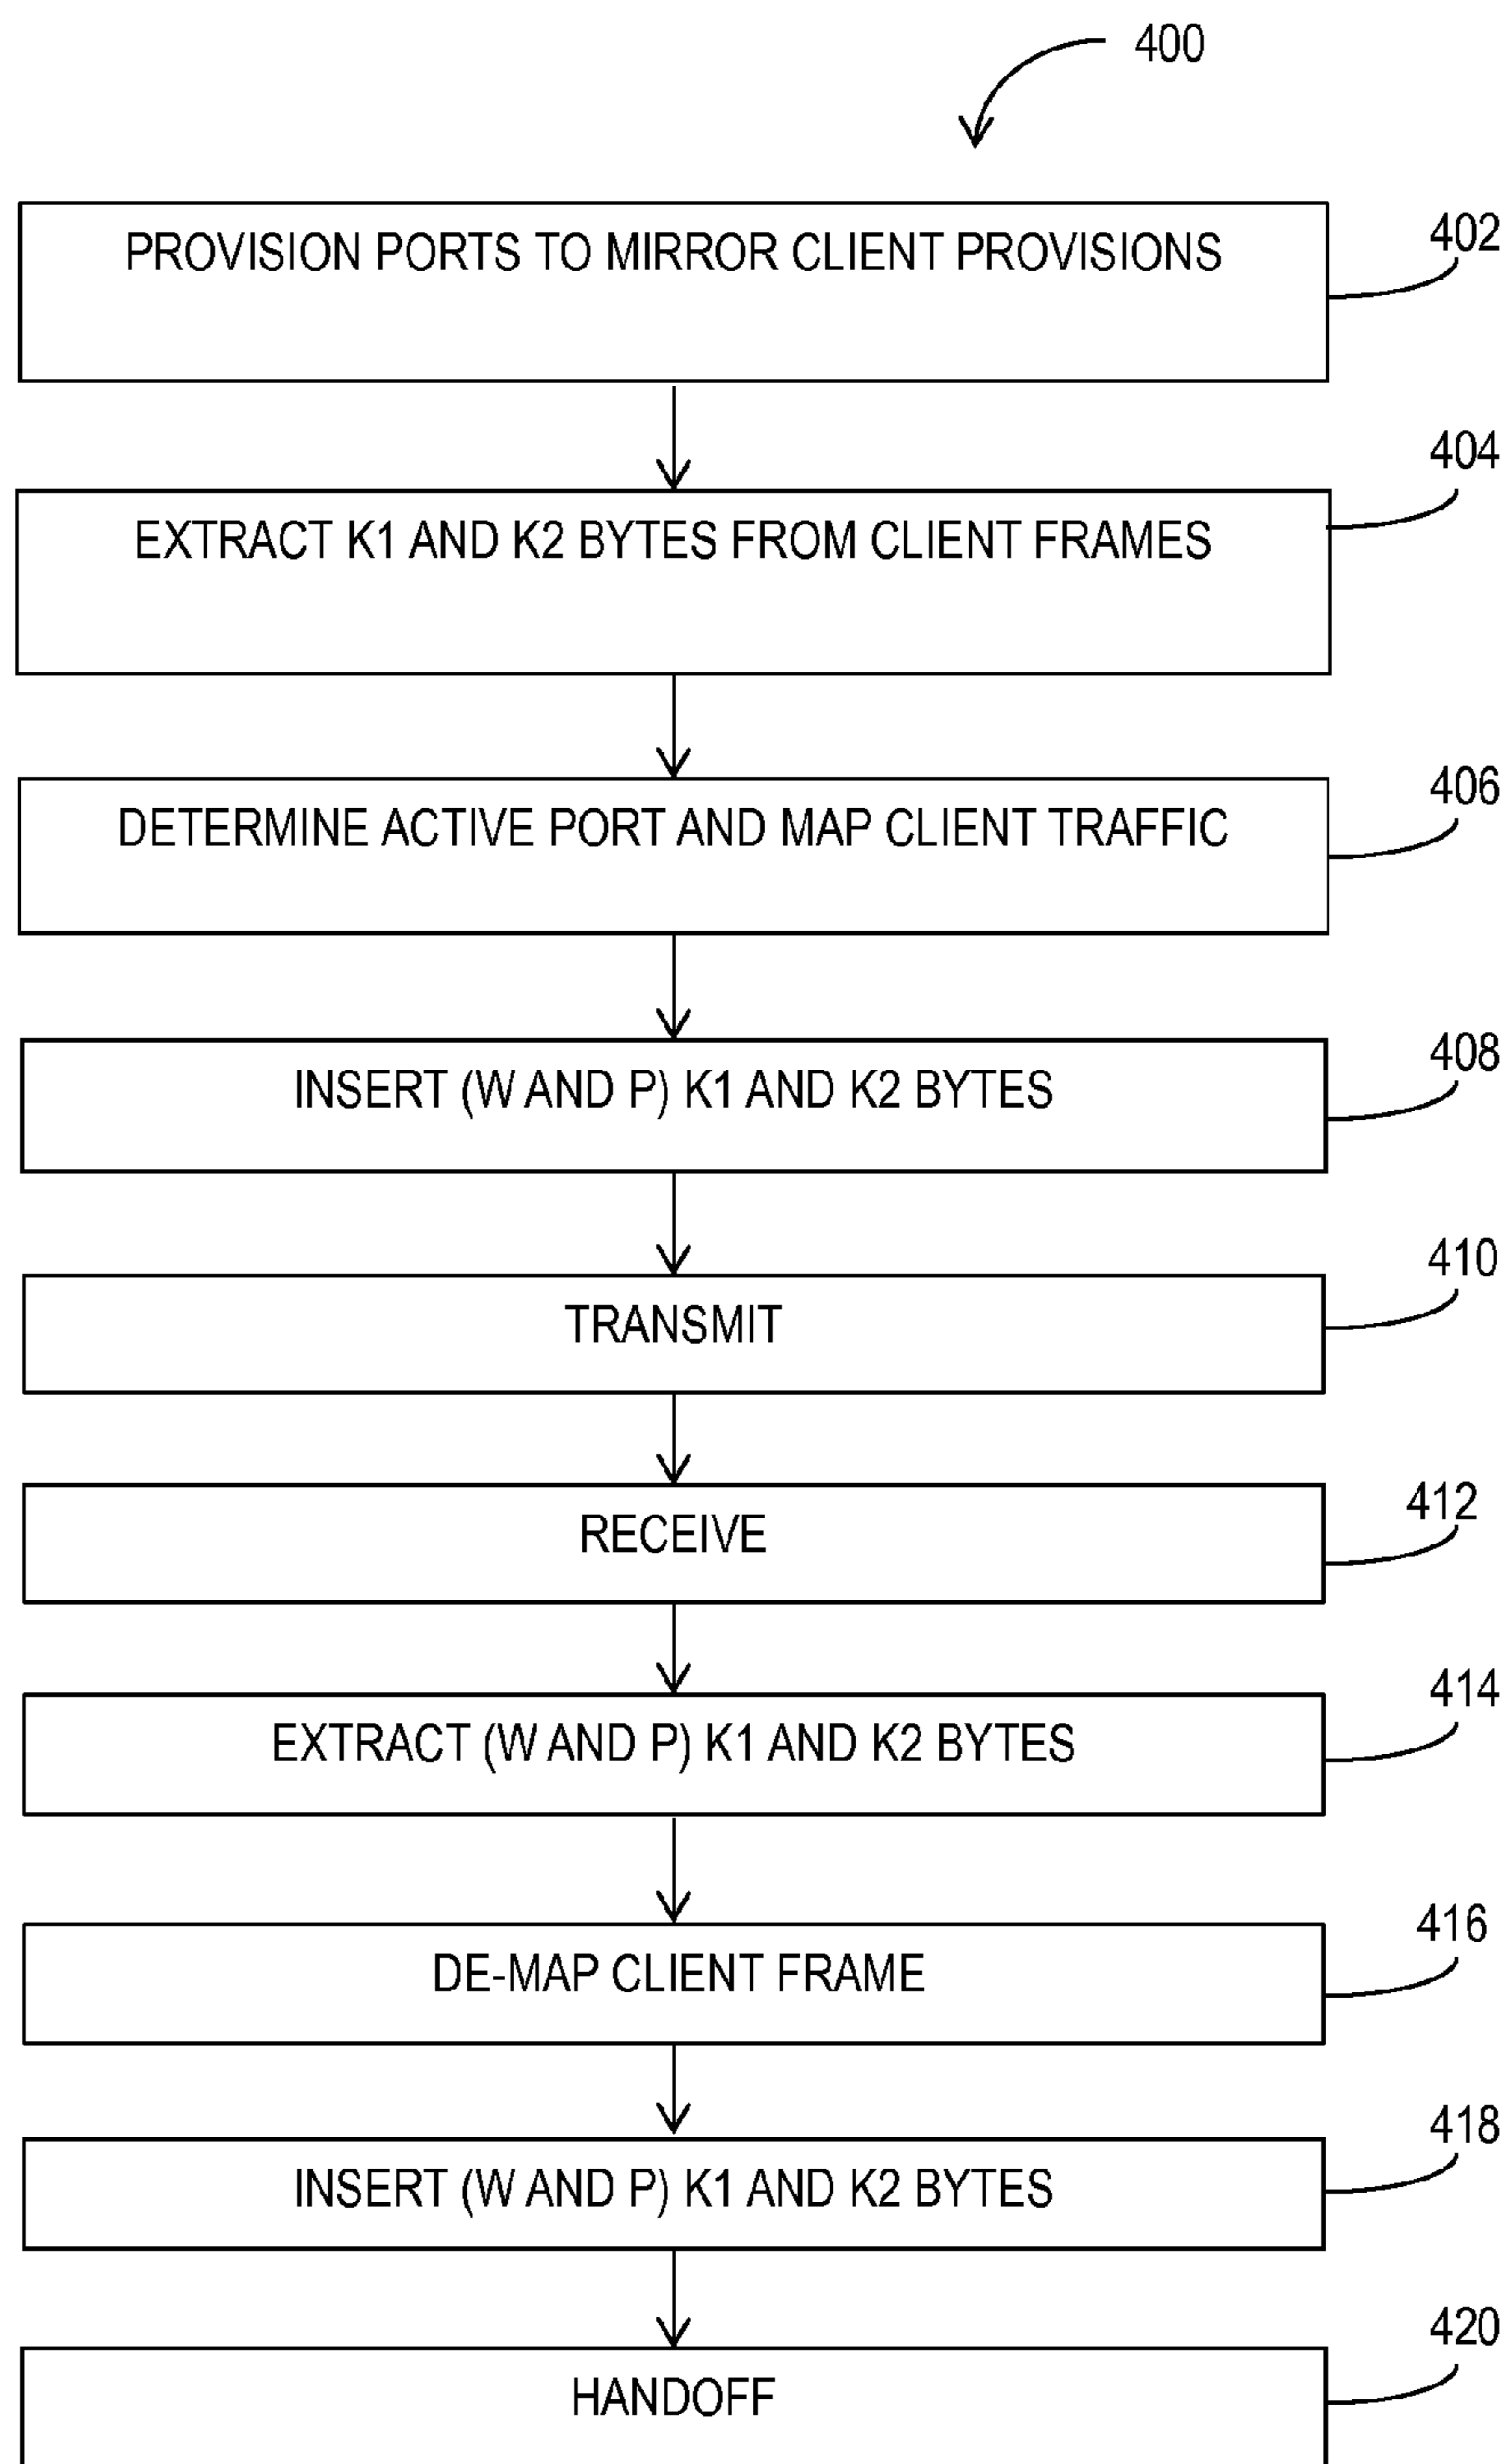 400
PROVISION PORTS TO MIRROR CLIENT PROVISIONS
402
EXTRACT K1 AND K2 BYTES FROM CLIENT FRAMES
404
DETERMINE ACTIVE PORT AND MAP CLIENT TRAFFIC
406
INSERT (W AND P) K1 AND K2 BYTES
408
TRANSMIT
410
RECEIVE
412
EXTRACT (W AND P) K1 AND K2 BYTES
414
DE-MAP CLIENT FRAME
416
INSERT (W AND P) K1 AND K2 BYTES
418
HANDOFF
420